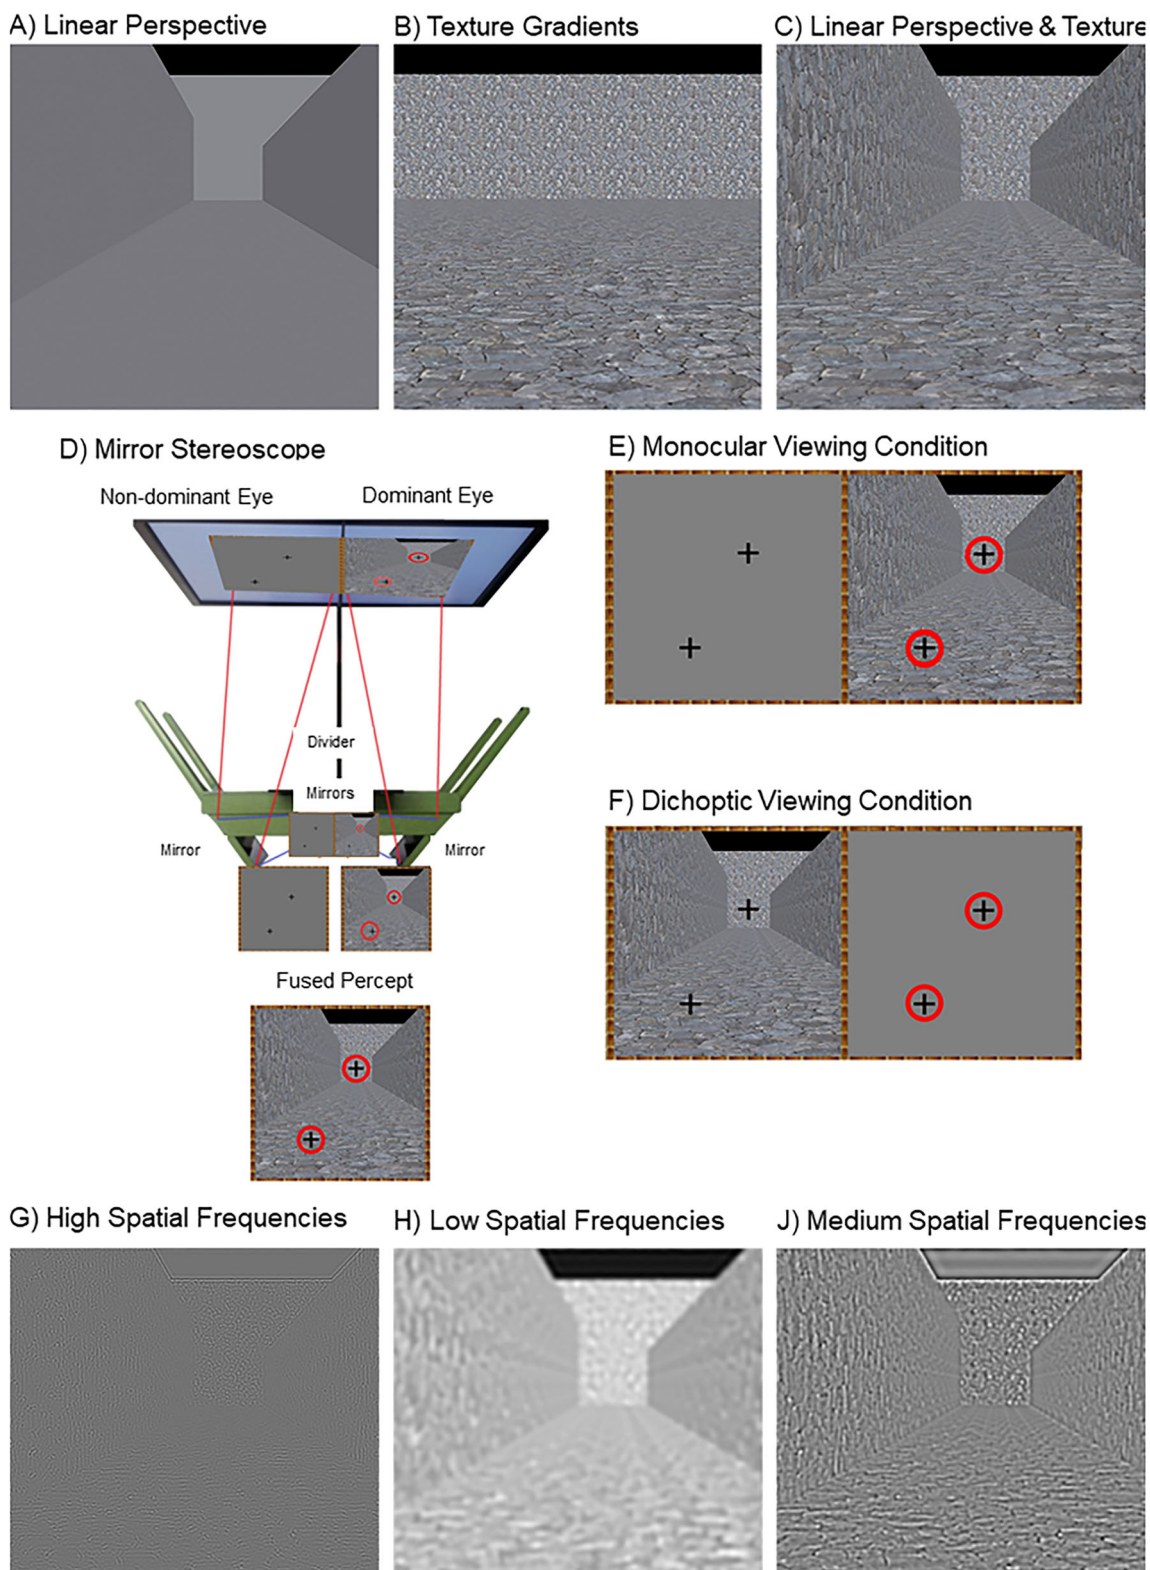 A) Linear Perspective
B) Texture Gradients
C) Linear Perspective & Texture
D) Mirror Stereoscope
Non-dominant Eye
Dominant Eye
Divider
Mirrors
Mirror
Mirror
Fused Percept
E) Monocular Viewing Condition
F) Dichoptic Viewing Condition
G) High Spatial Frequencies
H) Low Spatial Frequencies
J) Medium Spatial Frequencies